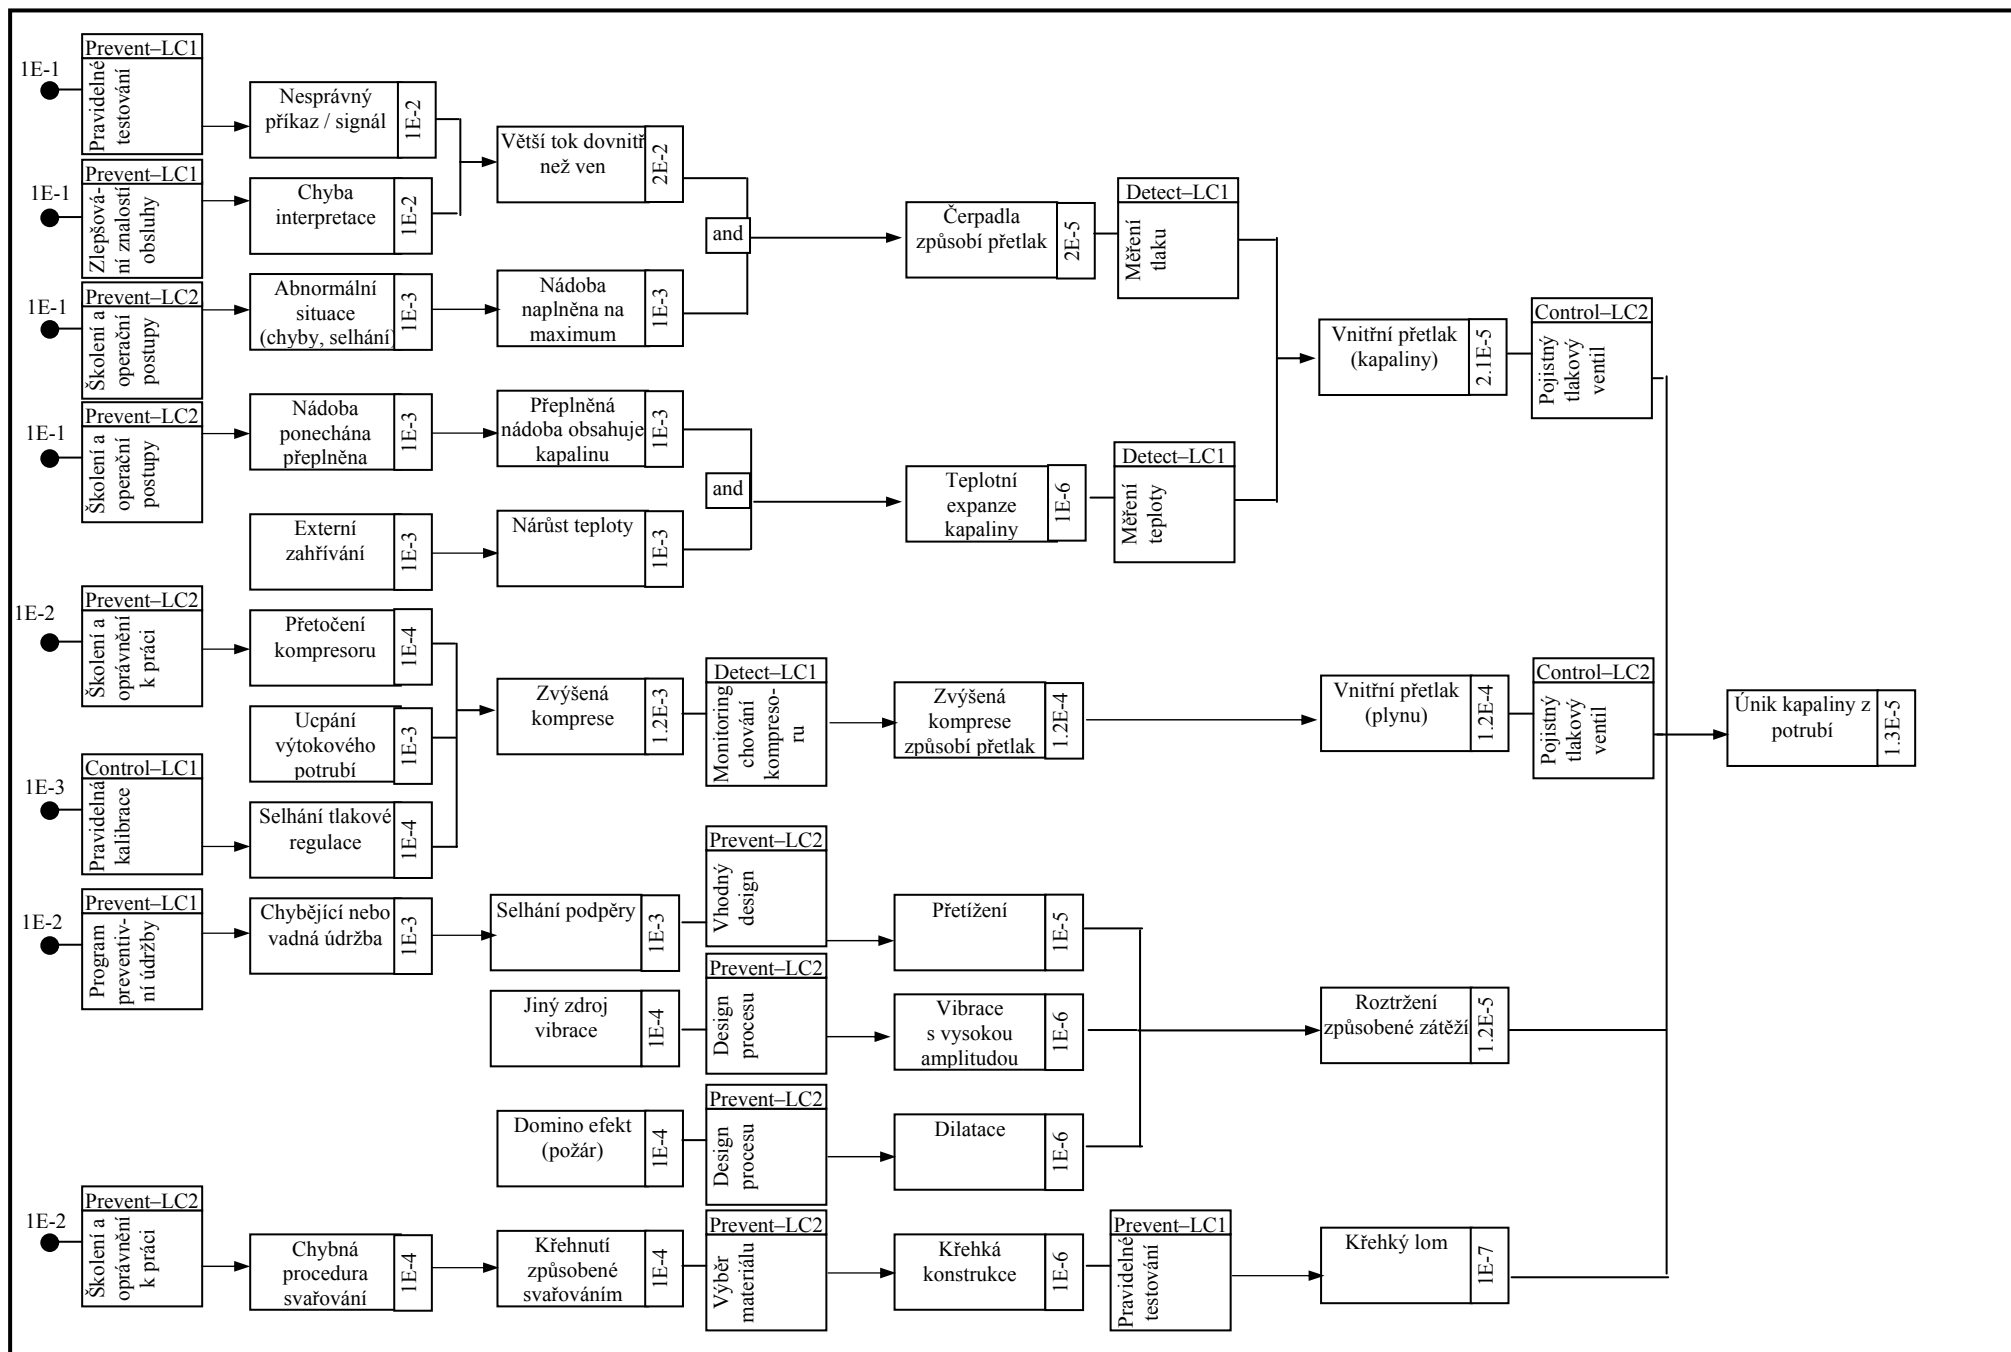 1E-1
Prevent–LC1
Pravidelné
testování
Nesprávný
příkaz / signál
1E-2
1E-1
Prevent–LC1
Zlepšová-
ní znalostí
obsluhy
Chyba
interpretace
1E-2
Větší tok dovnitř
než ven
2E-2
1E-1
Prevent–LC2
Školení a
operační
postupy
Abnormální
situace
(chyby, selhání)
1E-3
Nádoba
naplněna na
maximum
1E-3
and
Čerpadla
způsobí přetlak
2E-5
Detect–LC1
Měření
tlaku
1E-1
Prevent–LC2
Školení a
operační
postupy
Nádoba
ponechána
přeplněna
1E-3
Přeplněná
nádoba obsahuje
kapalinu
1E-3
Externí
zahřívání
1E-3
Nárůst teploty
1E-3
and
Teplotní
expanze
kapaliny
1E-6
Detect–LC1
Měření
teploty
Vnitřní přetlak
(kapaliny)
2.1E-5
Control–LC2
Pojistný
tlakový
ventil
1E-2
Prevent–LC2
Školení a
oprávnění
k práci
Přetočení
kompresoru
1E-4
Ucpání
výtokového
potrubí
1E-3
1E-3
Control–LC1
Pravidelná
kalibrace
Selhání tlakové
regulace
1E-4
Zvýšená
komprese
1.2E-3
Detect–LC1
Monitoring
chování
kompreso-
ru
Zvýšená
komprese
způsobí přetlak
1.2E-4
Vnitřní přetlak
(plynu)
1.2E-4
Control–LC2
Pojistný
tlakový
ventil
Únik kapaliny z
potrubí
1.3E-5
1E-2
Prevent–LC1
Program
preventiv-
ní údržby
Chybějící nebo
vadná údržba
1E-3
Selhání podpěry
1E-3
Prevent–LC2
Vhodný
design
Přetížení
1E-5
Jiný zdroj
vibrace
1E-4
Prevent–LC2
Design
procesu
Vibrace
s vysokou
amplitudou
1E-6
Domino efekt
(požár)
1E-4
Prevent–LC2
Design
procesu
Dilatace
1E-6
Roztržení
způsobené zátěží
1.2E-5
1E-2
Prevent–LC2
Školení a
oprávnění
k práci
Chybná
procedura
svařování
1E-4
Křehnutí
způsobené
svařováním
1E-4
Prevent–LC2
Výběr
materiálu
Křehká
konstrukce
1E-6
Prevent–LC1
Pravidelné
testování
Křehký lom
1E-7